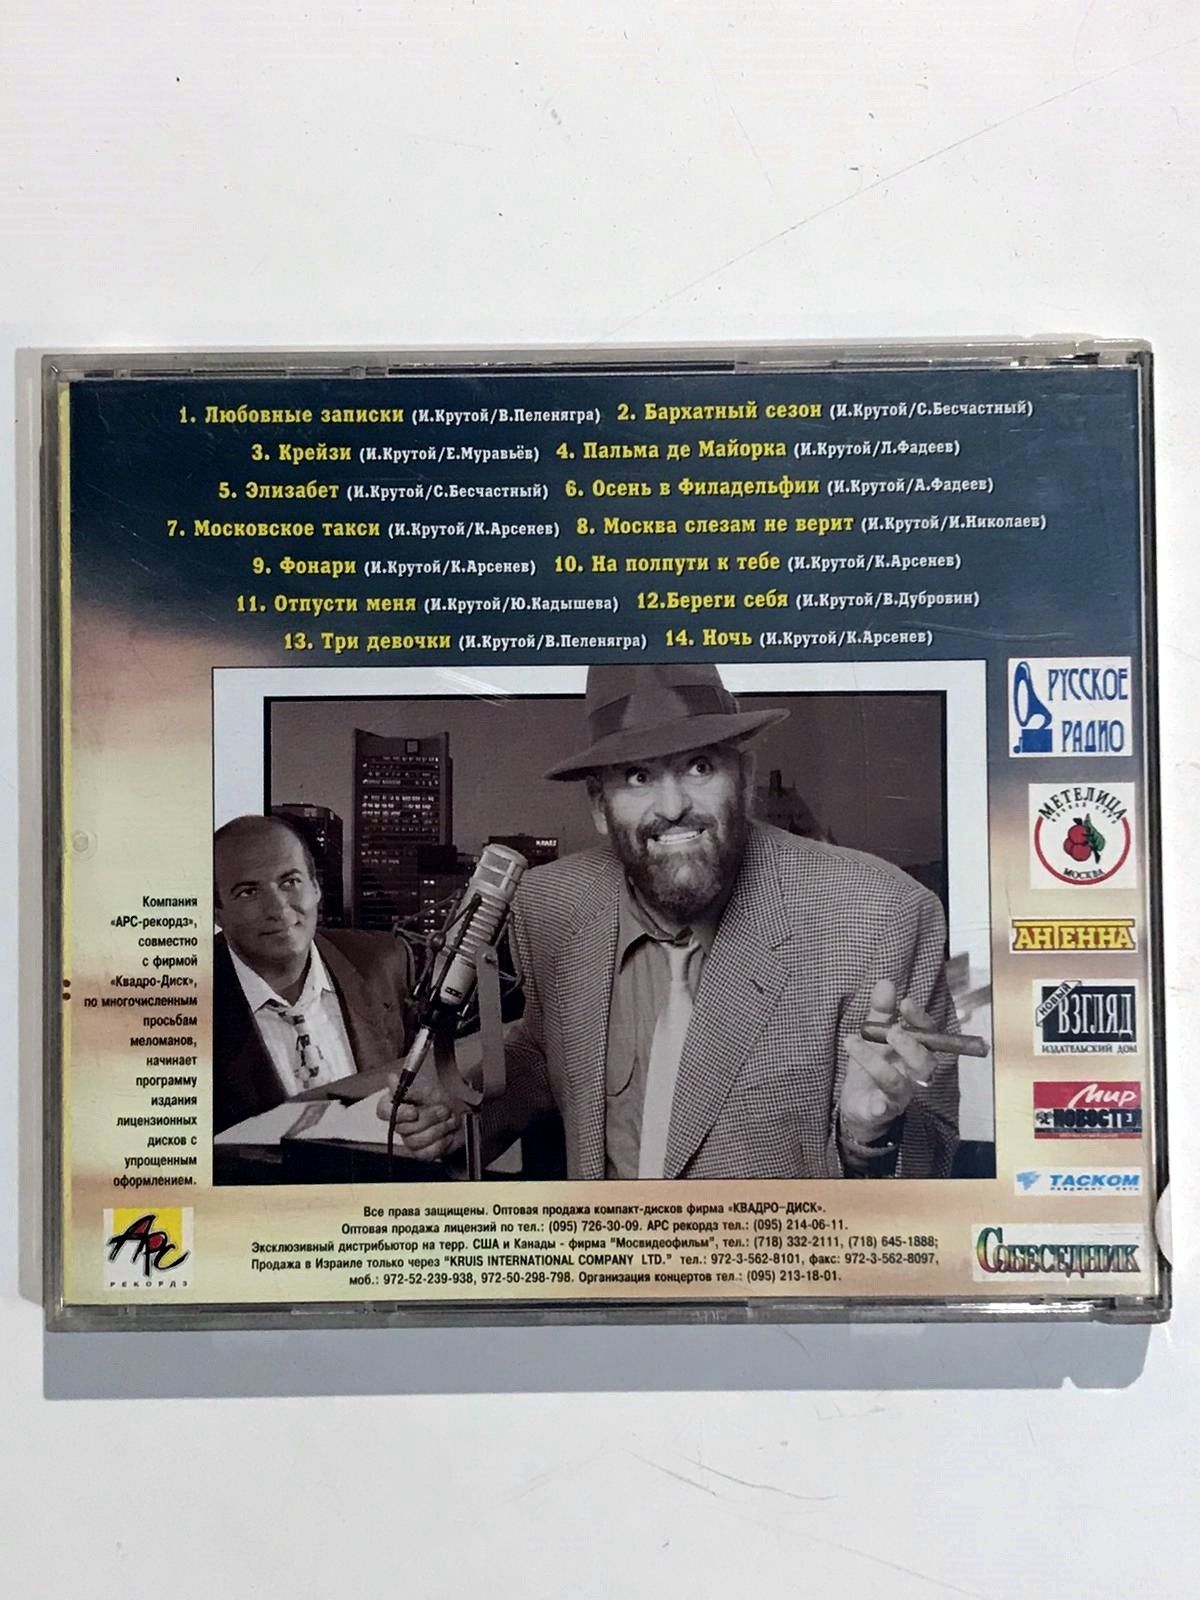 1. Любовные записки (И.Крутой/В.Пеленягрэ) 2. Бархатный сезон (И.Крутой/С.Бесчастный)
3. Крейзи (И.Крутой/Е.Муравьёв) 4. Пальма де Майорка (И.Крутой/Л.Фадеев)
5. Элизабет (И.Крутой/С.Бесчастный) 6. Осень в Филадельфии (И.Крутой/А.Фадеев)
7. Московское такси (И.Крутой/К.Арсенев) 8. Москва слезам не верит (И.Крутой/И.Николаев)
9. Фонари (И.Крутой/К.Арсенев) 10. На полпути к тебе (И.Крутой/К.Арсенев)
11. Отпусти меня (И.Крутой/Ю.Кадышева) 12.Береги себя (И.Крутой/В.Дубровин)
13. Три девочки (И.Крутой/В.Пеленягрэ) 14. Ночь (И.Крутой/К.Арсенев)
РУССКОЕ
РАДИО
МЕТЕЛИЦА
МОСКВА
АНТЕННА
НОВЫЙ
ВЗГЛЯД
ИЗДАТЕЛЬСКИЙ ДОМ
Мир
НОВОСТЕЙ
ТАСКОМ
СОБЕСЕДНИК
Компания
«АРС-рекордз»,
совместно
с фирмой
«Квадро-Диск»,
по многочисленным
просьбам
меломанов,
начинает
программу
издания
лицензионных
дисков с
упрощенным
оформлением.
АРС
РЕКОРДЗ
Все права защищены. Оптовая продажа компакт-дисков фирма «КВАДРО-ДИСК».
Оптовая продажа лицензий по тел.: (095) 726-30-09. АРС рекордз тел.: (095) 214-06-11.
Эксклюзивный дистрибьютор на терр. США и Канады - фирма "Мосвидеофильм", тел.: (718) 332-2111, (718) 645-1888;
Продажа в Израиле только через "KRUIS INTERNATIONAL COMPANY LTD." тел.: 972-3-562-8101, факс: 972-3-562-8097,
моб.: 972-52-239-938, 972-50-298-798. Организация концертов тел.: (095) 213-18-01.